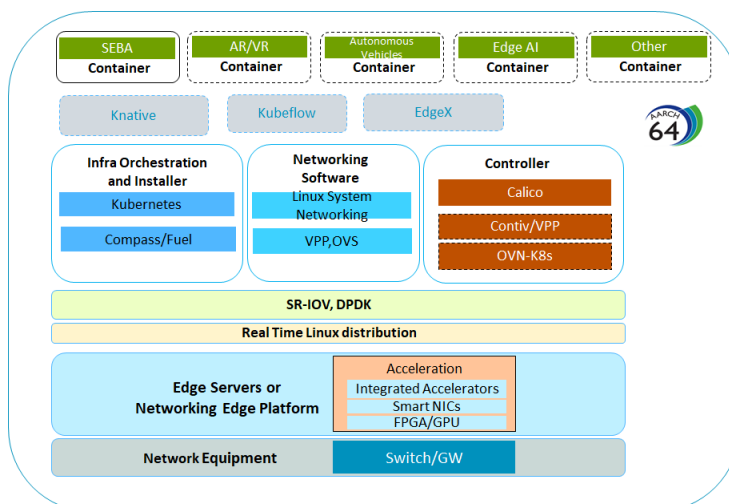 SEBA
Container
AR/VR
Container
Autonomous
Vehicles
Container
Edge AI
Container
Other
Container
Knative
Kubeflow
EdgeX
AARCH
64
Infra Orchestration
and Installer
Kubernetes
Compass/Fuel
Networking
Software
Linux System
Networking
VPP,OVS
Controller
Calico
Contiv/VPP
OVN-K8s
SR-IOV, DPDK
Real Time Linux distribution
Edge Servers or
Networking Edge Platform
Acceleration
Integrated Accelerators
Smart NICs
FPGA/GPU
Network Equipment
Switch/GW